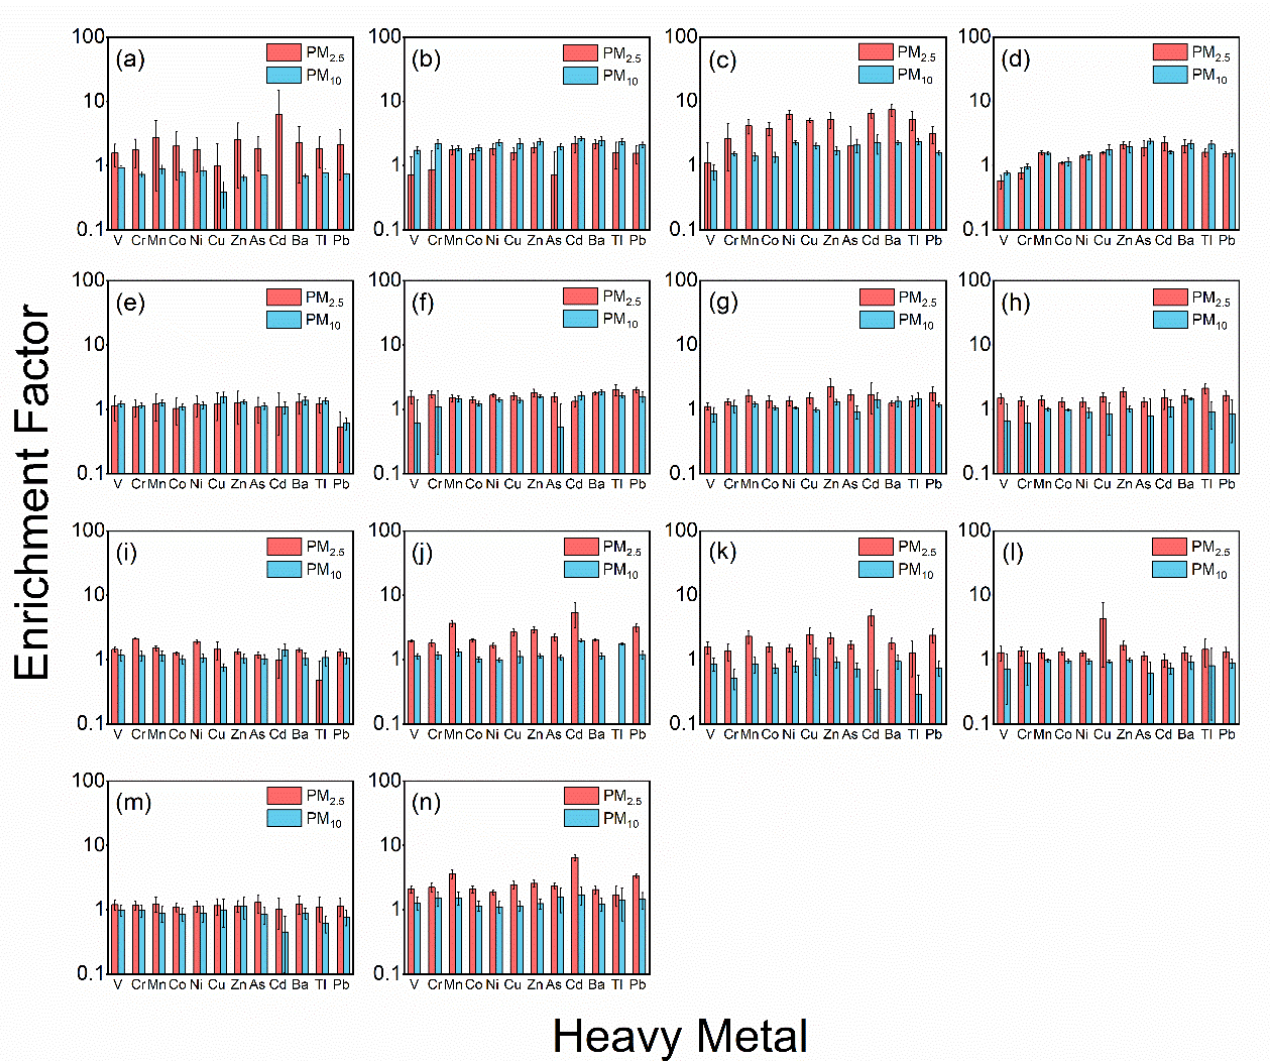 100 (a) PM2.5 100 (b) PM2.5 100 (c) PM2.5 100 (d) PM2.5
PM10 PM10 PM10 PM10
10 10 10 10
1 1 1 1
0.1 0.1 0.1 0.1
V Cr Mn Co Ni Cu Zn As Cd Ba Tl Pb V Cr Mn Co Ni Cu Zn As Cd Ba Tl Pb V Cr Mn Co Ni Cu Zn As Cd Ba Tl Pb V Cr Mn Co Ni Cu Zn As Cd Ba Tl Pb
100 (e) PM2.5 100 (f) PM2.5 100 (g) PM2.5 100 (h) PM2.5
PM10 PM10 PM10 PM10
10 10 10 10
1 1 1 1
0.1 0.1 0.1 0.1
V Cr Mn Co Ni Cu Zn As Cd Ba Tl Pb V Cr Mn Co Ni Cu Zn As Cd Ba Tl Pb V Cr Mn Co Ni Cu Zn As Cd Ba Tl Pb V Cr Mn Co Ni Cu Zn As Cd Ba Tl Pb
Enrichment Factor
100 (i) PM2.5 100 (j) PM2.5 100 (k) PM2.5 100 (l) PM2.5
PM10 PM10 PM10 PM10
10 10 10 10
1 1 1 1
0.1 0.1 0.1 0.1
V Cr Mn Co Ni Cu Zn As Cd Ba Tl Pb V Cr Mn Co Ni Cu Zn As Cd Ba Tl Pb V Cr Mn Co Ni Cu Zn As Cd Ba Tl Pb V Cr Mn Co Ni Cu Zn As Cd Ba Tl Pb
100 (m) PM2.5 100 (n) PM2.5
PM10 PM10
10 10
1 1
0.1 0.1
V Cr Mn Co Ni Cu Zn As Cd Ba Tl Pb V Cr Mn Co Ni Cu Zn As Cd Ba Tl Pb
Heavy Metal